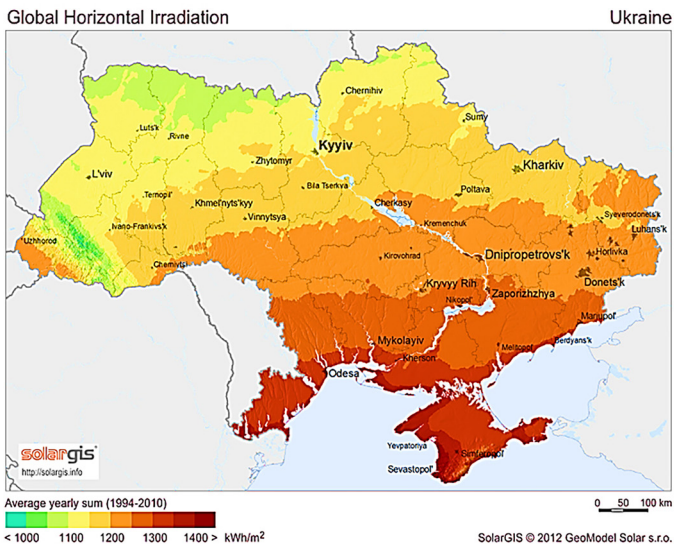 Global Horizontal Irradiation
Ukraine
Chernihiv
Luts'k
Rivne
Sumy
Kyyiv
Zhytomyr
Kharkiv
L'viv
Bila Tserkva
Poltava
Ternopil'
Khmel'nyts'kyy
Cherkasy
Vinnytsya
Syeverodonets'k
Ivano-Frankivs'k
Kremenchuk
Luhans'k
Uzhhorod
Kirovohrad
Dnipropetrovs'k
Horlivka
Chernivtsi
Donets'k
Kryvyy Rih
Zaporizhzhya
Nikopol'
Mariupol'
Mykolayiv
Berdyans'k
Melitopol'
Kherson
Odesa
Yevpatoriya
Simferopol'
Sevastopol'
solargis
http://solargis.info
Average yearly sum (1994-2010)
0 50 100 km
< 1000 1100 1200 1300 1400 > kWh/m²
SolarGIS © 2012 GeoModel Solar s.r.o.